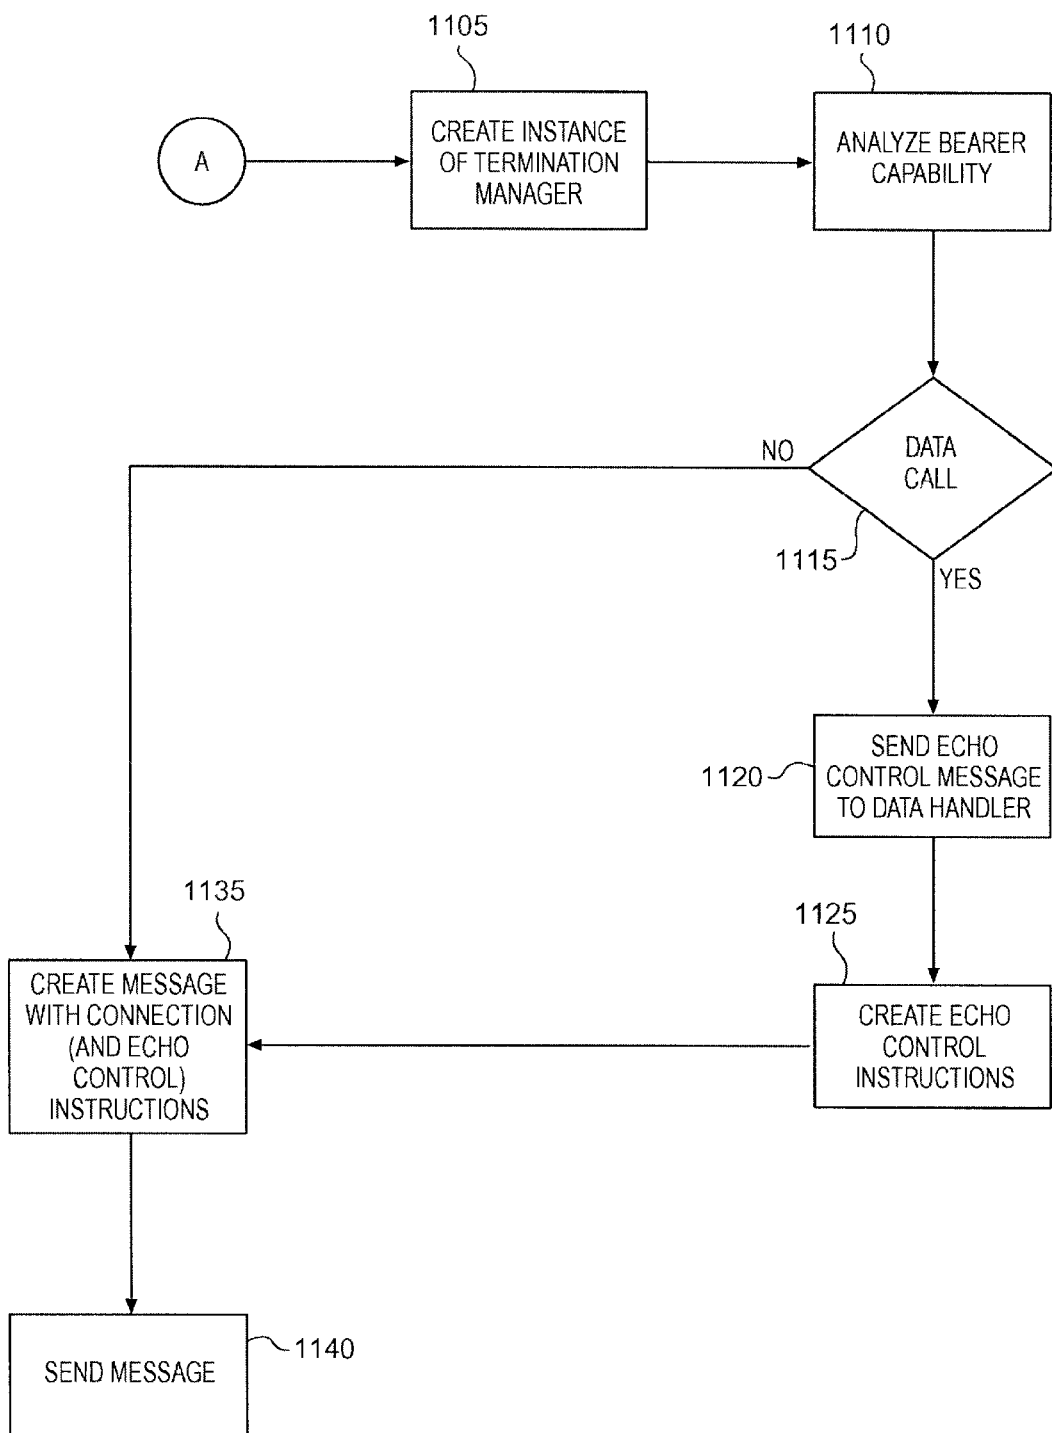 1105
1110
A
CREATE INSTANCE
OF TERMINATION
MANAGER
ANALYZE BEARER
CAPABILITY
NO
DATA
CALL
1115
YES
SEND ECHO
CONTROL MESSAGE
TO DATA HANDLER
1120
1135
1125
CREATE MESSAGE
WITH CONNECTION
(AND ECHO
CONTROL)
INSTRUCTIONS
CREATE ECHO
CONTROL
INSTRUCTIONS
SEND MESSAGE
1140